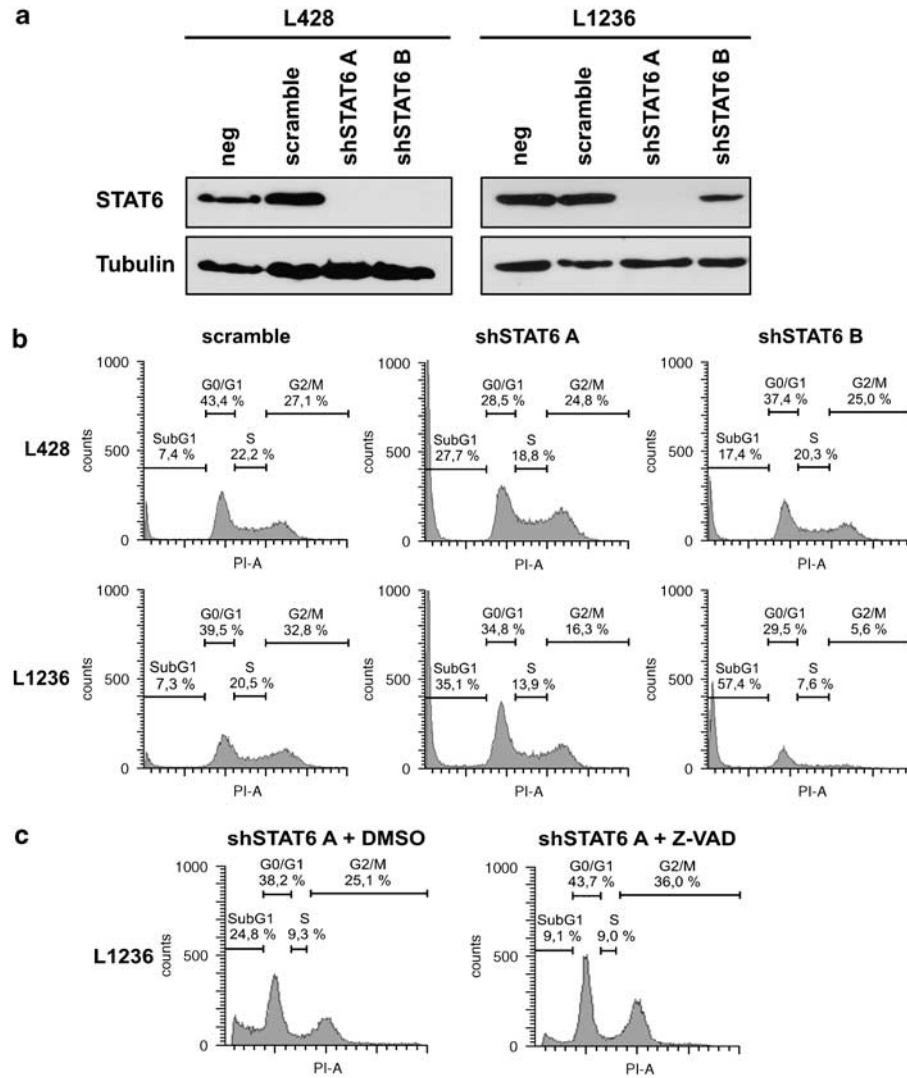 a
L428 L1236
neg scramble shSTAT6 A shSTAT6 B neg scramble shSTAT6 A shSTAT6 B
STAT6
Tubulin
b
scramble shSTAT6 A shSTAT6 B
L428
1000 1000 1000
G0/G1 G2/M G0/G1 G2/M G0/G1 G2/M
43,4 % 27,1 % 28,5 % 24,8 % 37,4 % 25,0 %
counts 500 counts 500 counts 500
SubG1 S SubG1 S SubG1 S
7,4 % 22,2 % 27,7 % 18,8 % 17,4 % 20,3 %
0 0 0
PI-A PI-A PI-A
L1236
1000 1000 1000
G0/G1 G2/M G0/G1 G2/M G0/G1 G2/M
39,5 % 32,8 % 34,8 % 16,3 % 29,5 % 5,6 %
counts 500 counts 500 counts 500
SubG1 S SubG1 S SubG1 S
7,3 % 20,5 % 35,1 % 13,9 % 57,4 % 7,6 %
0 0 0
PI-A PI-A PI-A
c
shSTAT6 A + DMSO shSTAT6 A + Z-VAD
L1236
1000 1000
G0/G1 G2/M G0/G1 G2/M
38,2 % 25,1 % 43,7 % 36,0 %
SubG1 S SubG1 S
24,8 % 9,3 % 9,1 % 9,0 %
counts 500 counts 500
0 0
PI-A PI-A